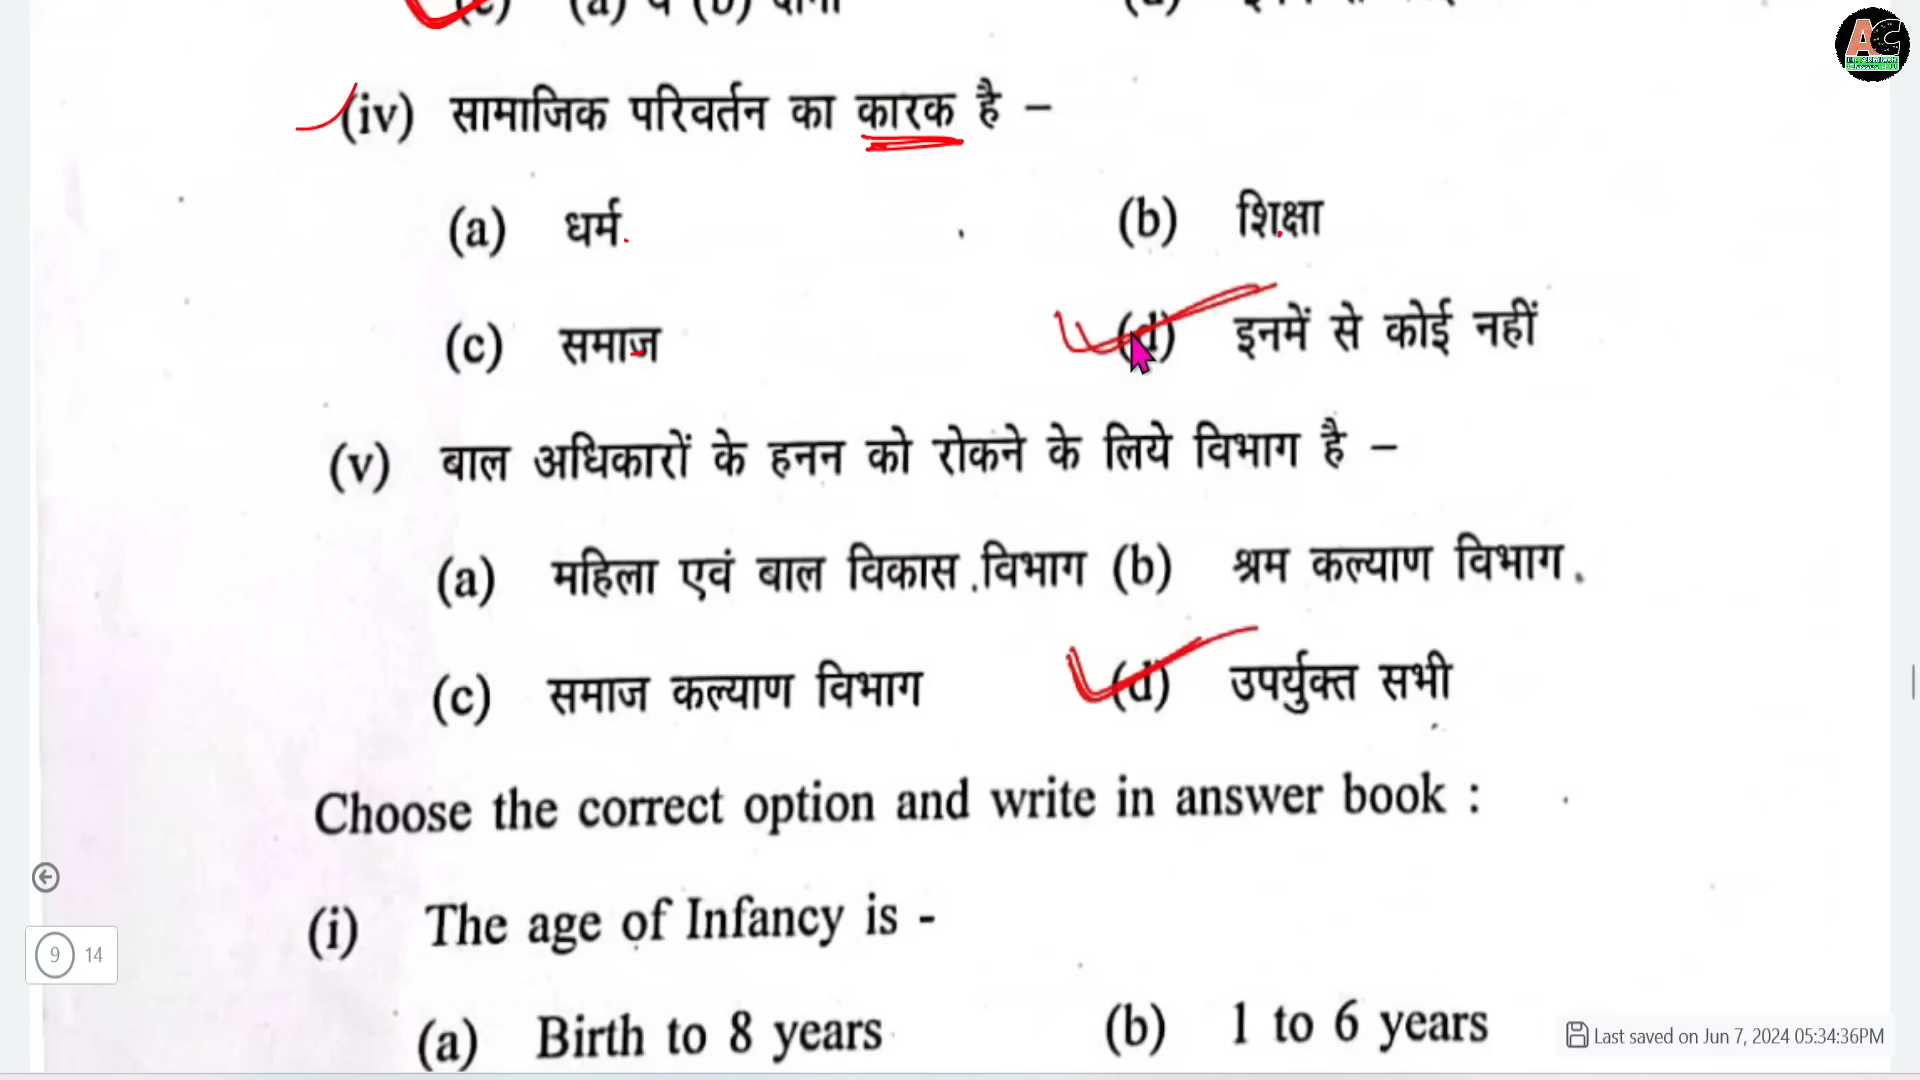 (iv) सामाजिक परिवर्तन का कारक है –
(a) धर्म (b) शिक्षा
(c) समाज (d) इनमें से कोई नहीं
(v) बाल अधिकारों के हनन को रोकने के लिये विभाग है –
(a) महिला एवं बाल विकास विभाग (b) श्रम कल्याण विभाग
(c) समाज कल्याण विभाग (d) उपर्युक्त सभी
Choose the correct option and write in answer book :
(i) The age of Infancy is -
(a) Birth to 8 years (b) 1 to 6 years
9 14
Last saved on Jun 7, 2024 05:34:36PM
AC